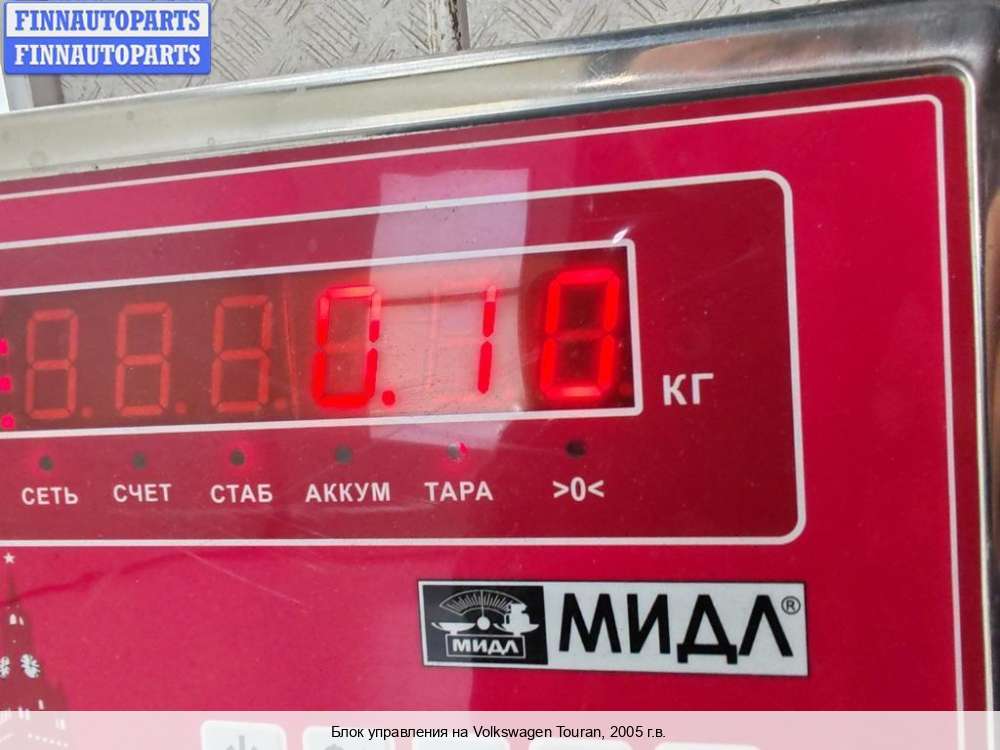 FINNAUTOPARTS
FINNAUTOPARTS
0.10
КГ
СЕТЬ СЧЕТ СТАБ АККУМ ТАРА >0<
МИДЛ МИДЛ®
Блок управления на Volkswagen Touran, 2005 г.в.